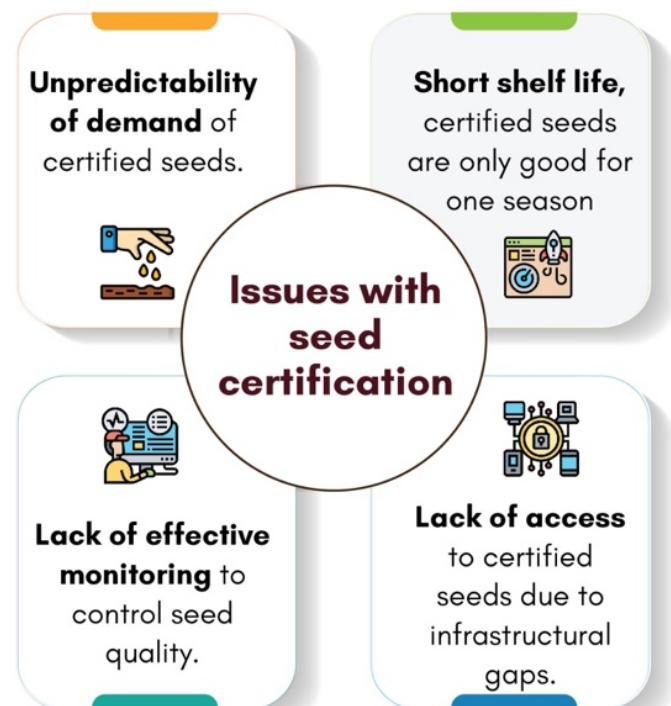 Unpredictability
of demand of
certified seeds.
Short shelf life,
certified seeds
are only good for
one season
Issues with
seed
certification
Lack of effective
monitoring to
control seed
quality.
Lack of access
to certified
seeds due to
infrastructural
gaps.